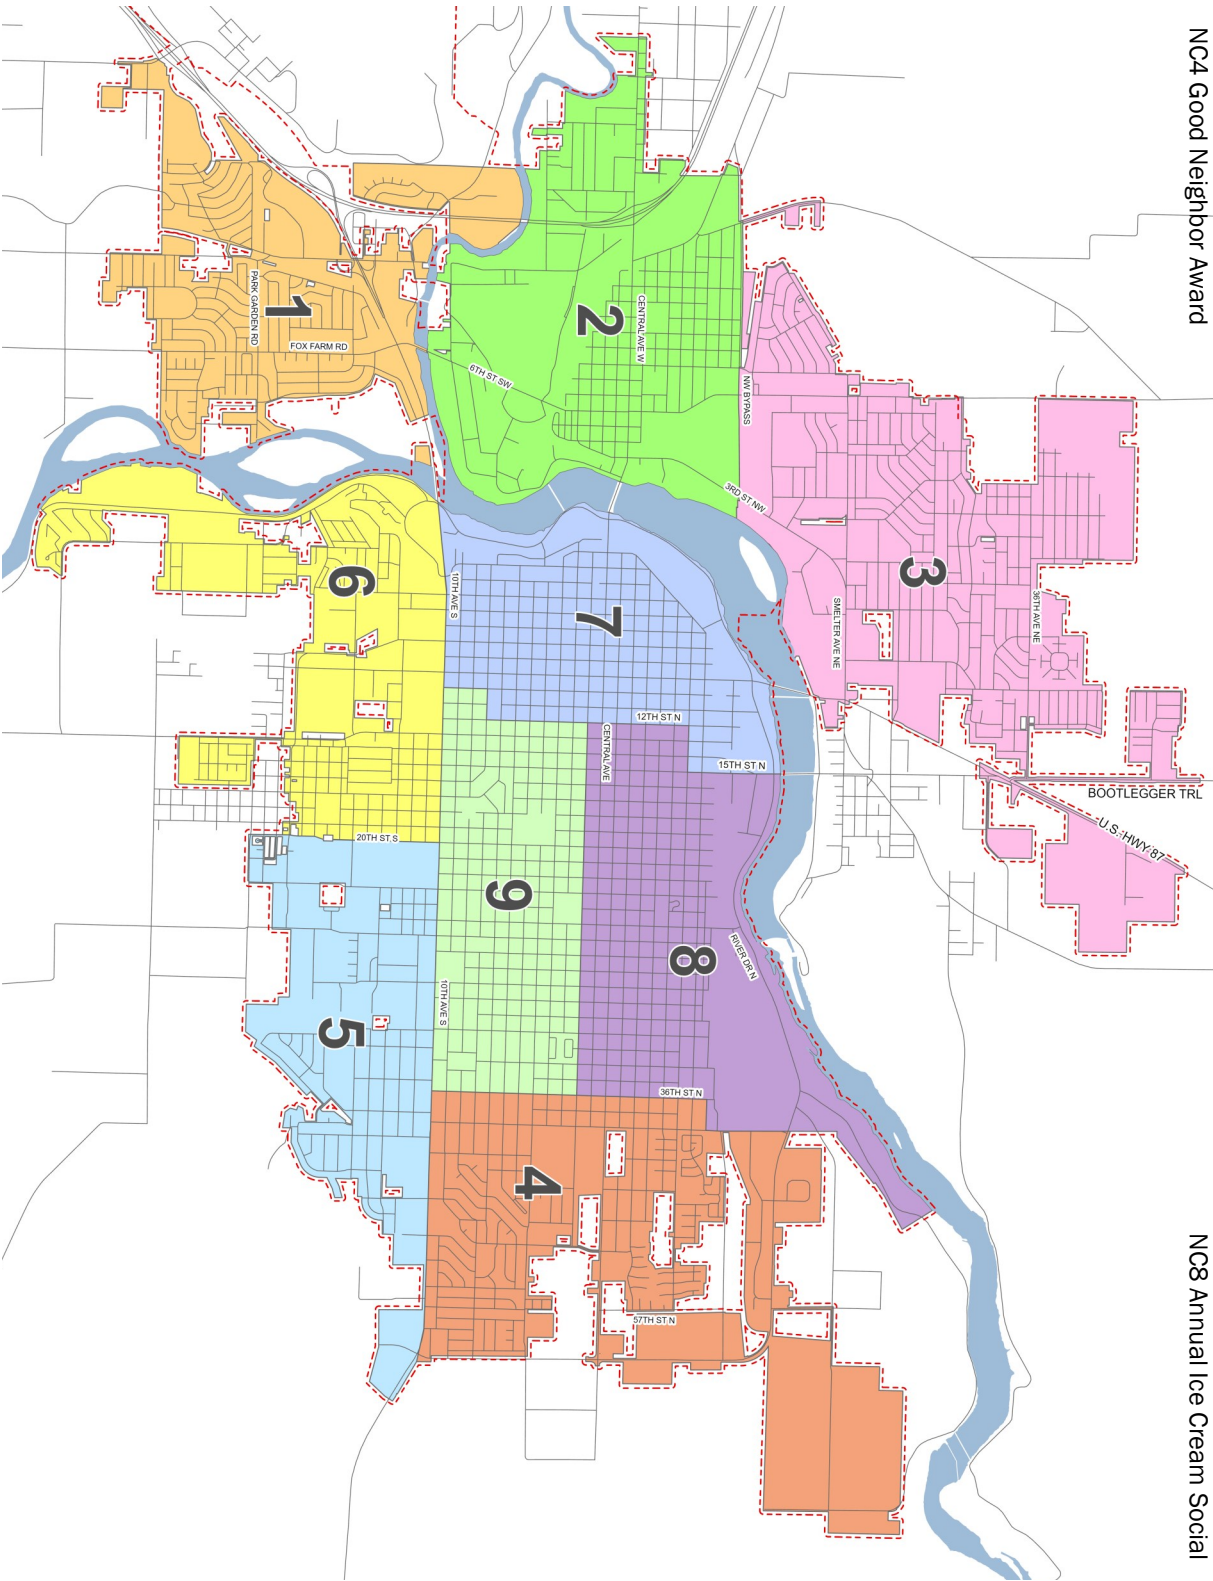 NC4 Good Neighbor Award
NC8 Annual Ice Cream Social
BOOTLEGGER TRL
U.S. HWY 87
36TH AVE NE
3
SMELTER AVE NE
NW BYPASS
3RD ST NW
CENTRAL AVE W
2
6TH ST SW
15TH ST N
RIVER DR N
12TH ST N
8
36TH ST N
57TH ST N
CENTRAL AVE
7
9
4
10TH AVE S
10TH AVE S
FOX FARM RD
1
PARK GARDEN RD
6
20TH ST S
5